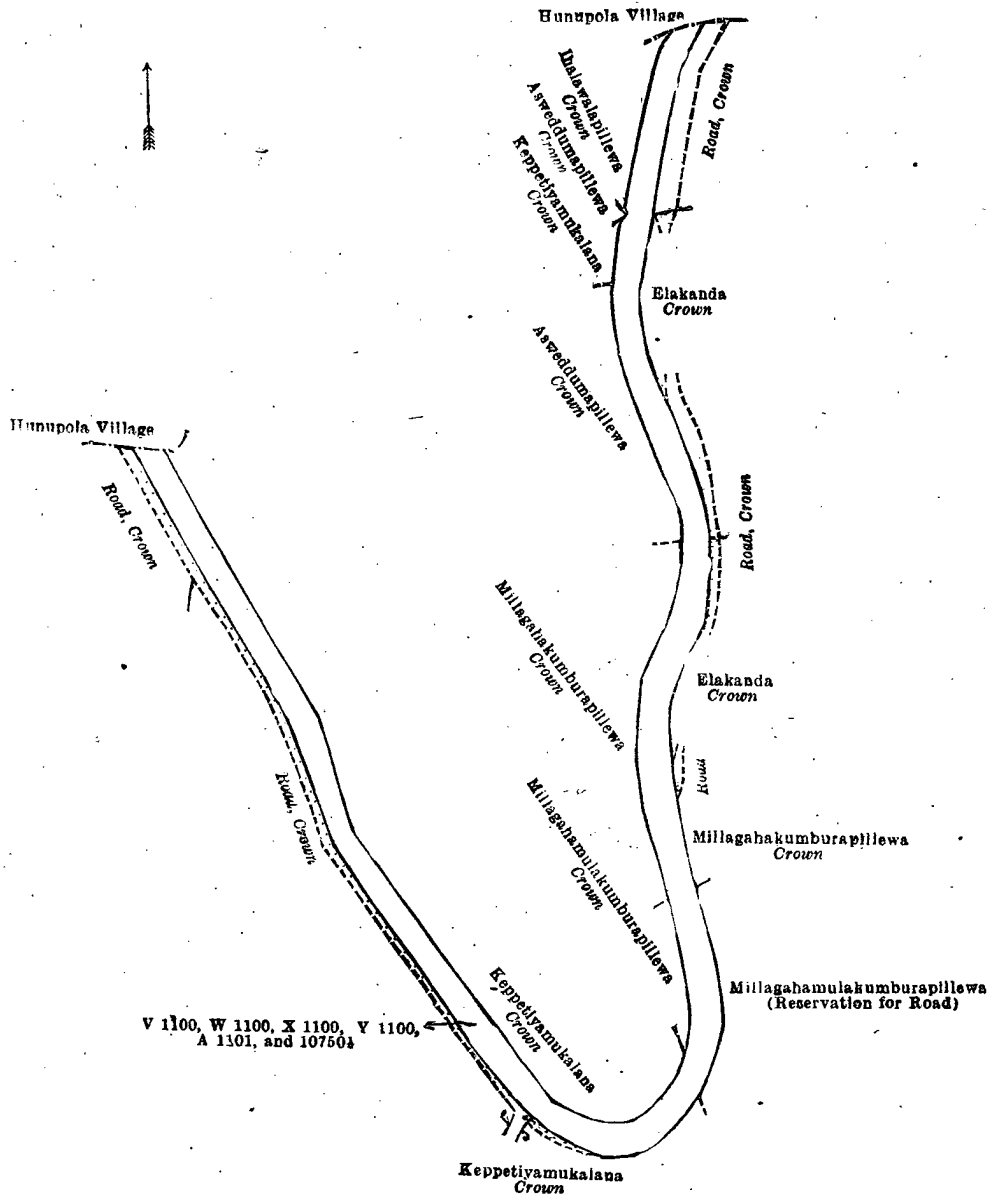 Hunupola Village
Ihalawalapillewa
Crown
Asweddumapillewa
Crown
Keppetiyamukalana
Crown
Road, Crown
Elakanda
Crown
Asweddumapillewa
Crown
Hunupola Village
Road, Crown
Road, Crown
Millagahakumburapillewa
Crown
Elakanda
Crown
Road
Road, Crown
Millagahamulakumburapillewa
Crown
Millagahakumburapillewa
Crown
Keppetiyamukalana
Crown
Millagahamulakumburapillewa
(Reservation for Road)
V 1100, W 1100, X 1100, Y 1100,
A 1101, and 10750½
Keppetiyamukalana
Crown